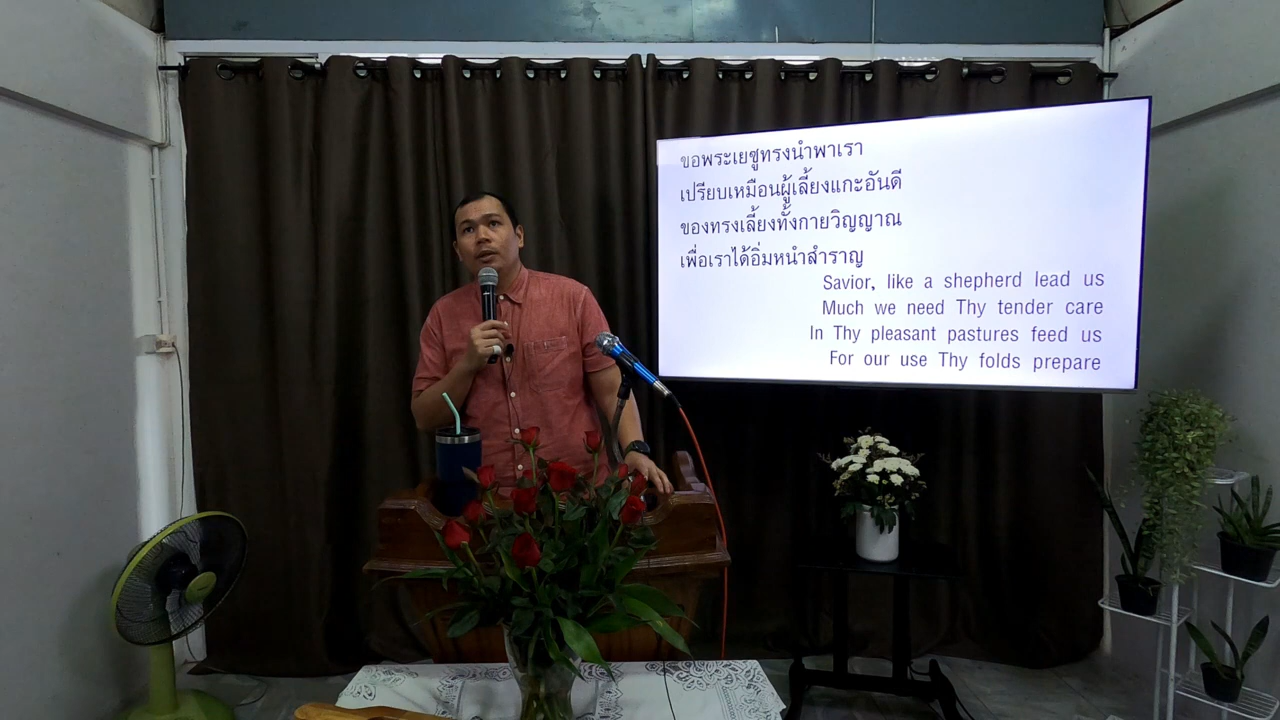 ขอพระเยซูทรงนำพาเรา
เปรียบเหมือนผู้เลี้ยงแกะอันดี
ของทรงเลี้ยงทั้งกายวิญญาณ
เพื่อเราได้อิ่มหนำสำราญ
Savior, like a shepherd lead us
Much we need Thy tender care
In Thy pleasant pastures feed us
For our use Thy folds prepare